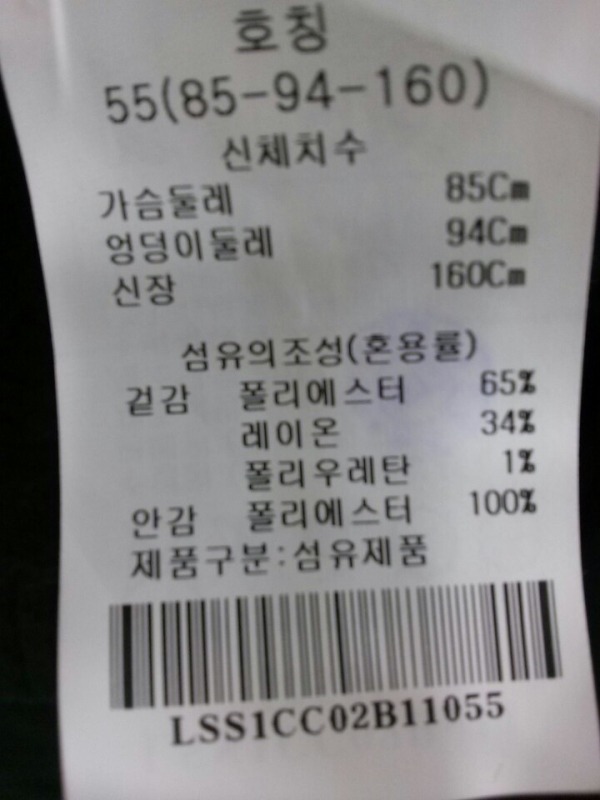 호칭
55(85-94-160)
신체치수
가슴둘레 85Cm
엉덩이둘레 94Cm
신장 160Cm
섬유의조성(혼용률)
겉감 폴리에스터 65%
레이온 34%
폴리우레탄 1%
안감 폴리에스터 100%
제품구분:섬유제품
LSS1CC02B11055